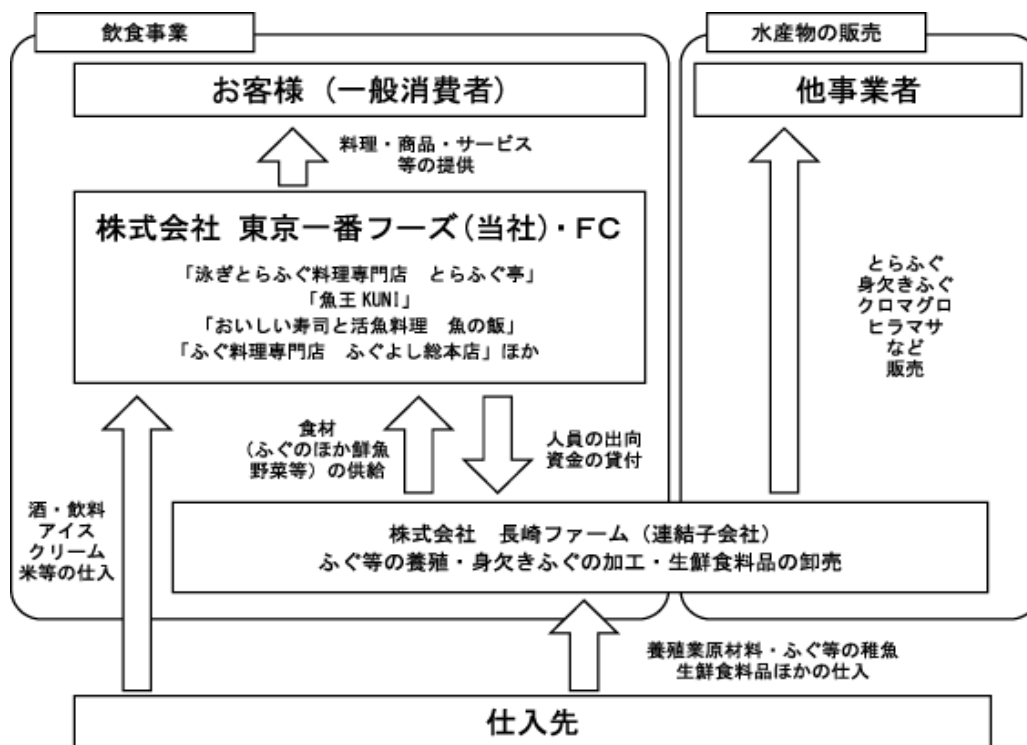 飲食事業
水産物の販売
お客様（一般消費者）
他事業者
料理・商品・サービス
等の提供
株式会社 東京一番フーズ(当社)・FC
「泳ぎとらふぐ料理専門店　とらふぐ亭」
「魚王 KUNI」
「おいしい寿司と活魚料理　魚の飯」
「ふぐ料理専門店　ふぐよし総本店」ほか
とらふぐ
身欠きふぐ
クロマグロ
ヒラマサ
など
販売
食材
（ふぐのほか鮮魚
野菜等）の供給
人員の出向
資金の貸付
酒・飲料
アイス
クリーム
米等の仕入
株式会社　長崎ファーム（連結子会社）
ふぐ等の養殖・身欠きふぐの加工・生鮮食料品の卸売
養殖業原材料・ふぐ等の稚魚
生鮮食料品ほかの仕入
仕入先